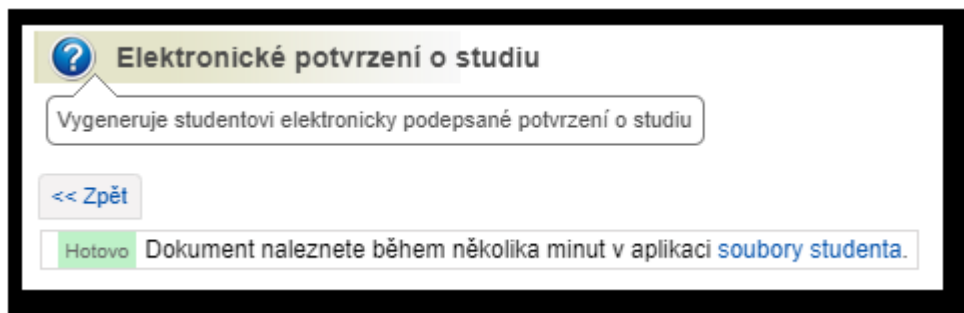 Elektronické potvrzení o studiu
Vygeneruje studentovi elektronicky podepsané potvrzení o studiu
<< Zpět
Hotovo Dokument naleznete během několika minut v aplikaci soubory studenta.